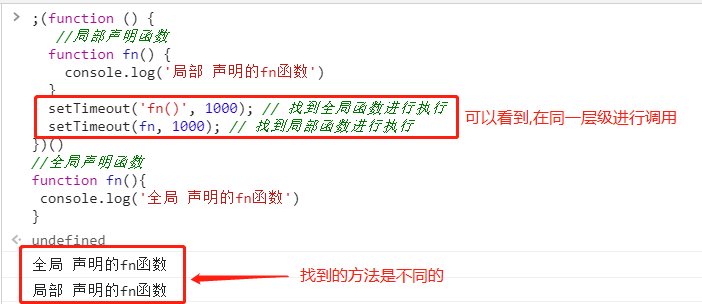 ;(function () {
//局部声明函数
function fn() {
console.log('局部 声明的fn函数')
}
setTimeout('fn()', 1000); // 找到全局函数进行执行
setTimeout(fn, 1000); // 找到局部函数进行执行
可以看到,在同一层级进行调用
})()
//全局声明函数
function fn(){
console.log('全局 声明的fn函数')
}
undefined
全局 声明的fn函数
局部 声明的fn函数
找到的方法是不同的